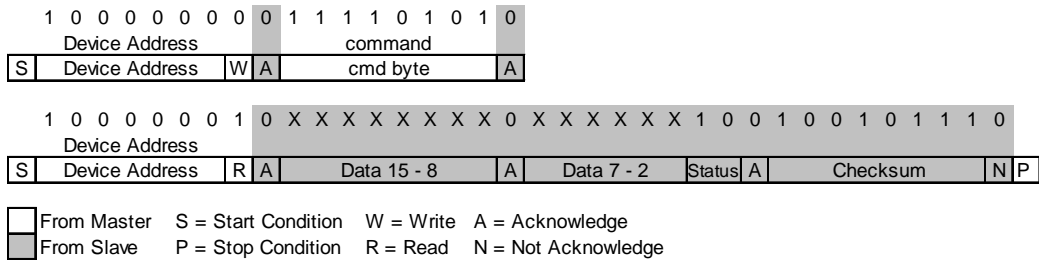 1 0 0 0 0 0 0 0 0 1 1 1 1 0 1 0 1 0
Device Address command
S Device Address W A cmd byte A
1 0 0 0 0 0 0 1 0 X X X X X X X X 0 X X X X X X 1 0 0 1 0 0 1 0 1 1 1 0
Device Address
S Device Address R A Data 15 - 8 A Data 7 - 2 Status A Checksum N P
From Master S = Start Condition W = Write A = Acknowledge
From Slave P = Stop Condition R = Read N = Not Acknowledge